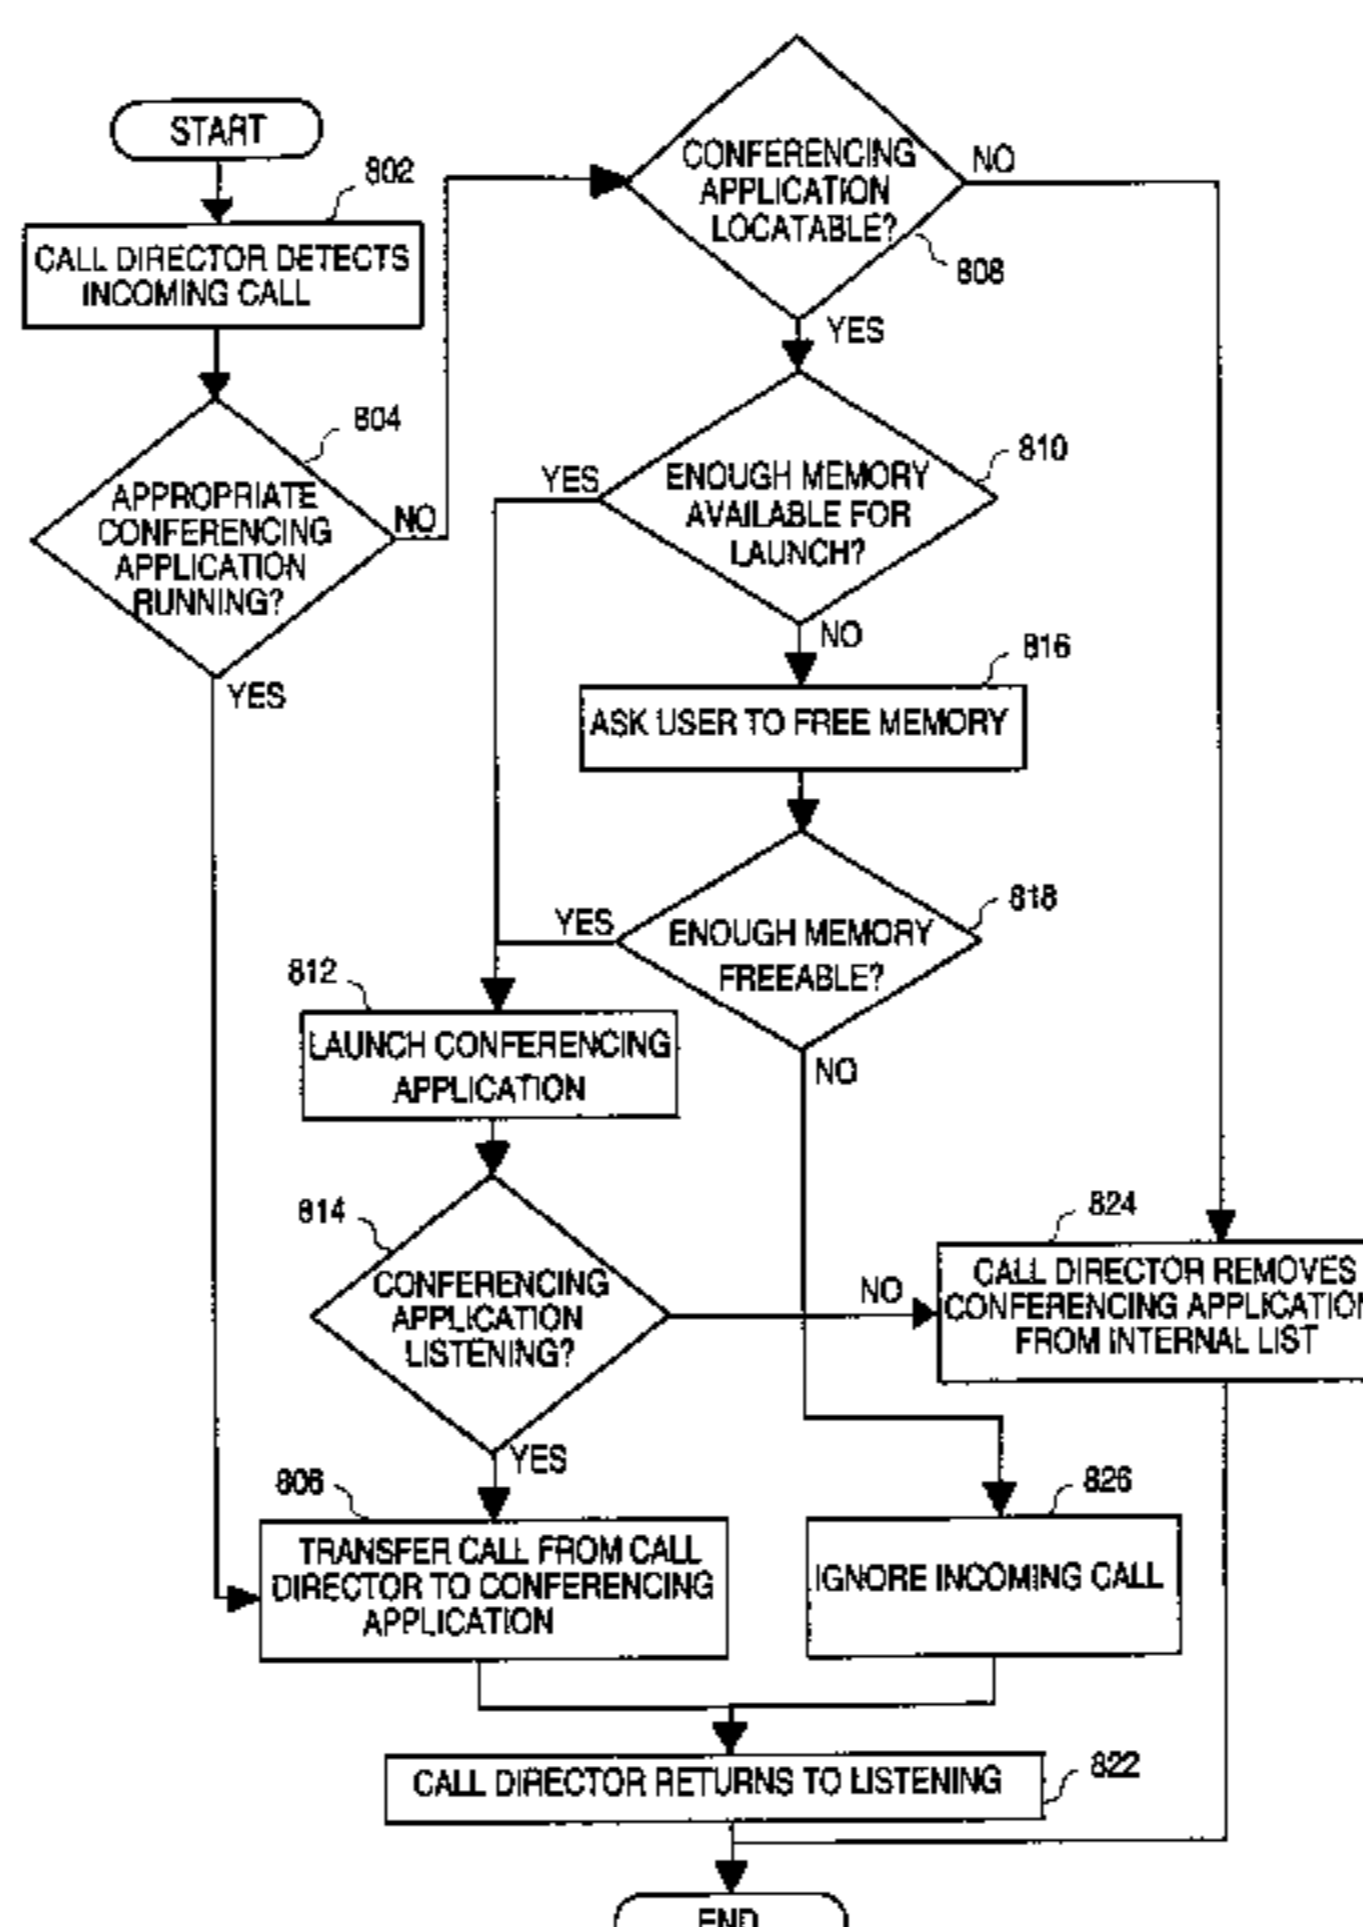 START
802
CALL DIRECTOR DETECTS
INCOMING CALL
804
APPROPRIATE
CONFERENCING
APPLICATION
RUNNING?
NO
YES
CONFERENCING
APPLICATION
LOCATABLE?
NO
808
YES
810
ENOUGH MEMORY
AVAILABLE FOR
LAUNCH?
YES
NO
816
ASK USER TO FREE MEMORY
818
ENOUGH MEMORY
FREEABLE?
YES
NO
812
LAUNCH CONFERENCING
APPLICATION
814
CONFERENCING
APPLICATION
LISTENING?
NO
YES
824
CALL DIRECTOR REMOVES
CONFERENCING APPLICATION
FROM INTERNAL LIST
806
TRANSFER CALL FROM CALL
DIRECTOR TO CONFERENCING
APPLICATION
826
IGNORE INCOMING CALL
CALL DIRECTOR RETURNS TO LISTENING
822
END